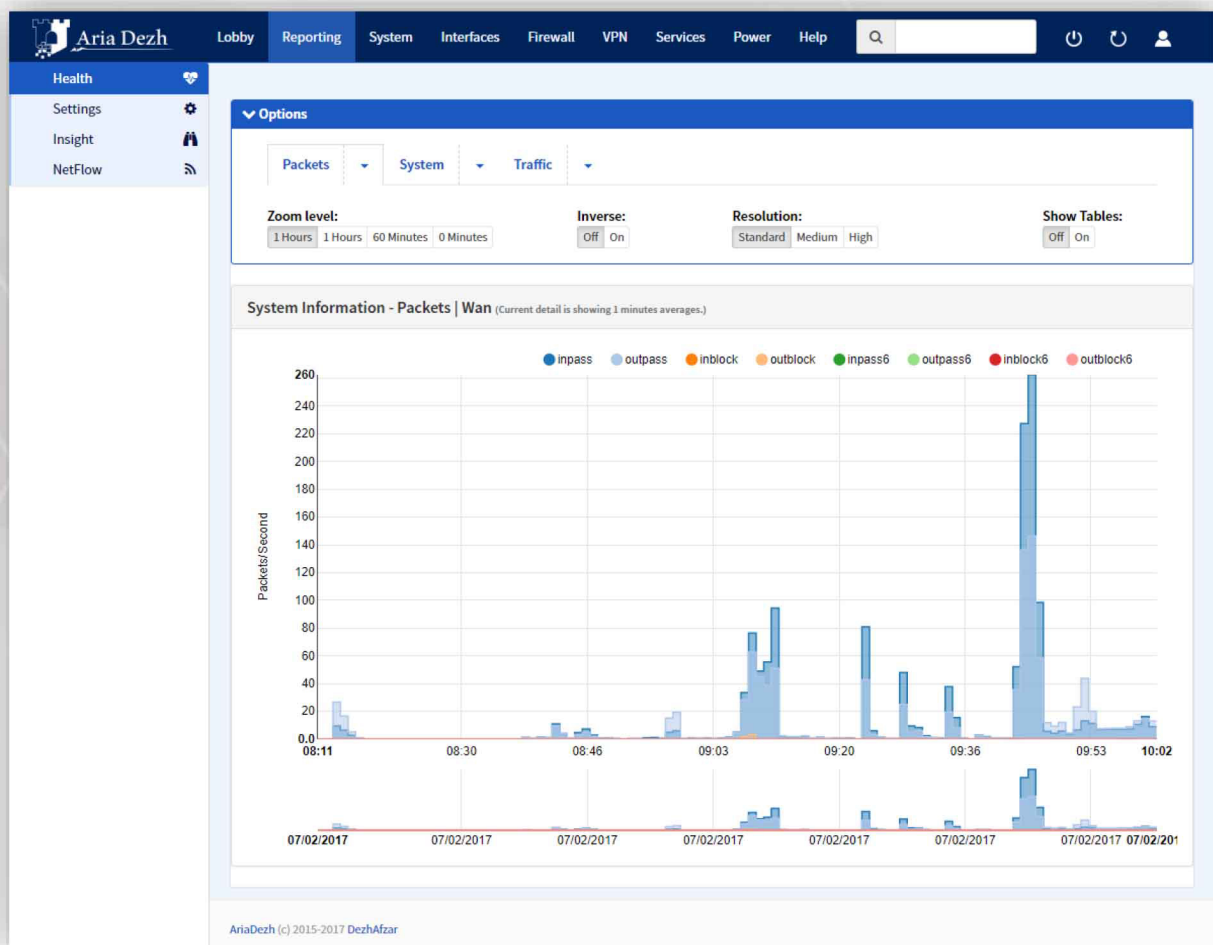 Aria Dezh
Lobby Reporting System Interfaces Firewall VPN Services Power Help
Health
Settings
Insight
NetFlow
Options
Packets System Traffic
Zoom level: Inverse: Resolution: Show Tables:
1 Hours 1 Hours 60 Minutes 0 Minutes Off On Standard Medium High Off On
System Information - Packets | Wan (Current detail is showing 1 minutes averages.)
inpass outpass inblock outblock inpass6 outpass6 inblock6 outblock6
260
240
220
200
180
160
140
120
100
80
60
40
20
0.0
Packets/Second
08:11 08:30 08:46 09:03 09:20 09:36 09:53 10:02
07/02/2017 07/02/2017 07/02/2017 07/02/2017 07/02/2017 07/02/2017 07/02/2017 07/02/201
AriaDezh (c) 2015-2017 DezhAfzar